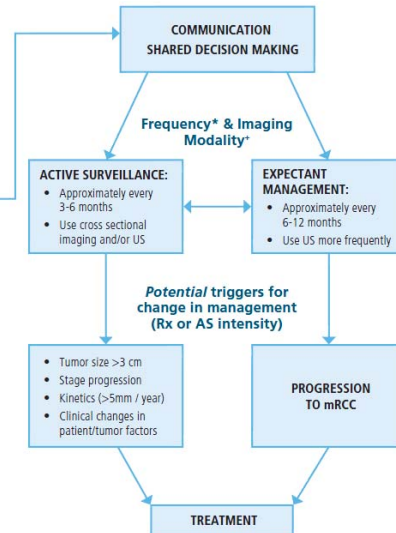 COMMUNICATION
SHARED DECISION MAKING
Frequency* & Imaging
Modality+
ACTIVE SURVEILLANCE:
• Approximately every
3-6 months
• Use cross sectional
imaging and/or US
EXPECTANT
MANAGEMENT:
• Approximately every
6-12 months
• Use US more frequently
Potential triggers for
change in management
(Rx or AS intensity)
• Tumor size >3 cm
• Stage progression
• Kinetics (>5mm / year)
• Clinical changes in
patient/tumor factors
PROGRESSION
TO mRCC
TREATMENT